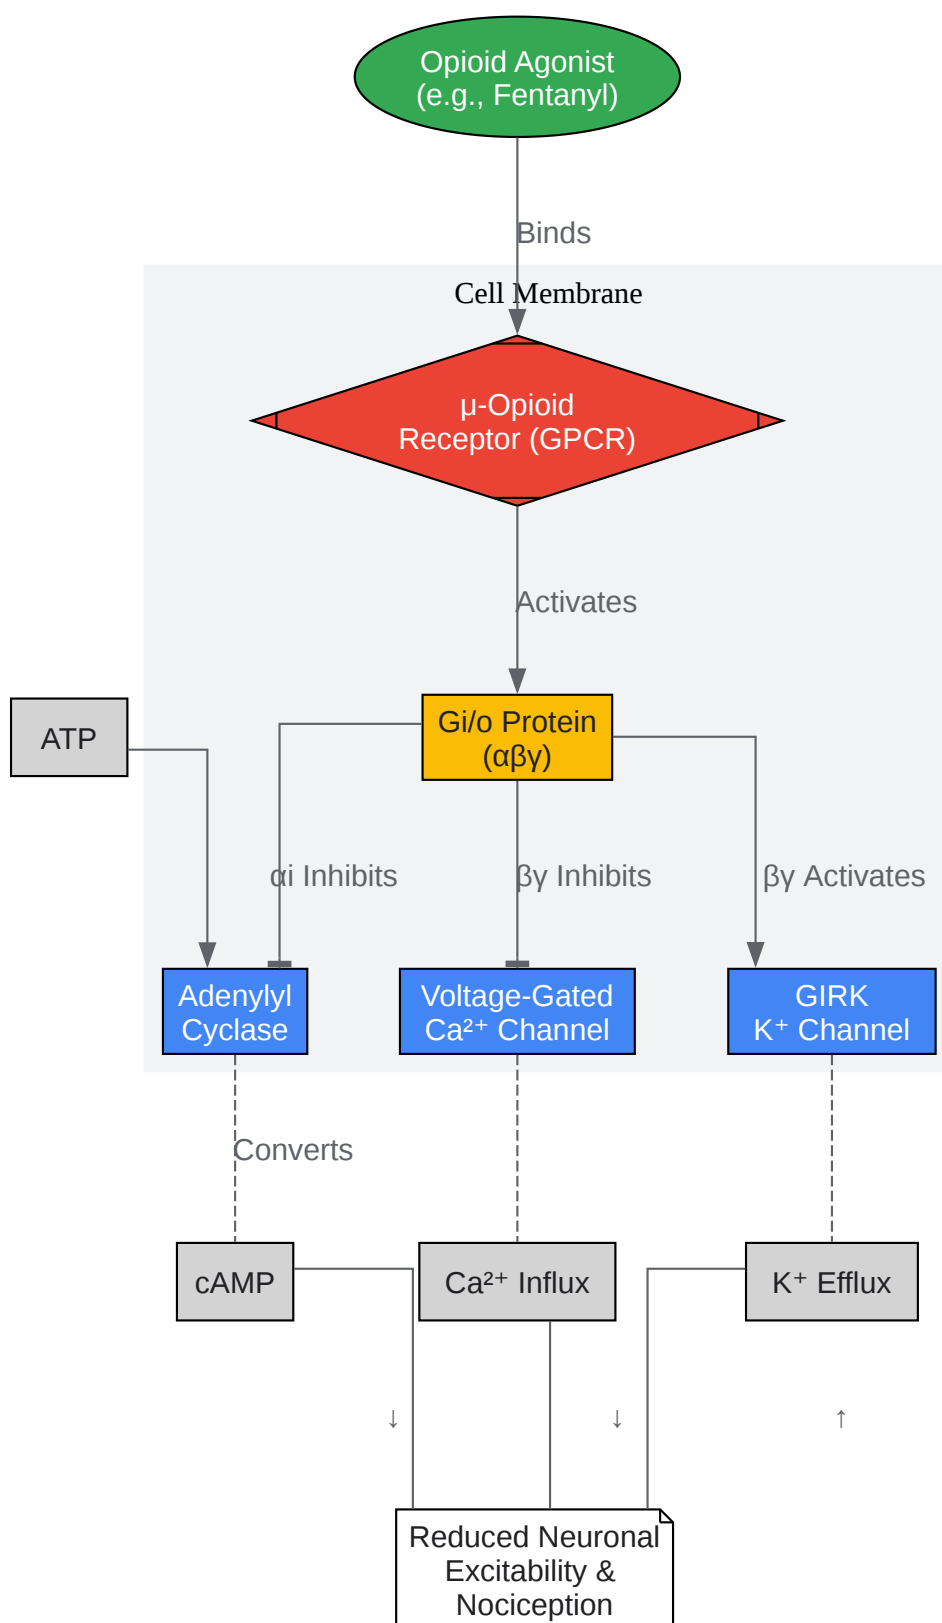 Opioid Agonist
(e.g., Fentanyl)
Binds
Cell Membrane
μ-Opioid
Receptor (GPCR)
Activates
ATP
Gi/o Protein
(αβγ)
αi Inhibits
βγ Inhibits
βγ Activates
Adenylyl
Cyclase
Voltage-Gated
Ca²⁺ Channel
GIRK
K⁺ Channel
Converts
cAMP
Ca²⁺ Influx
K⁺ Efflux
↓
↓
↑
Reduced Neuronal
Excitability &
Nociception